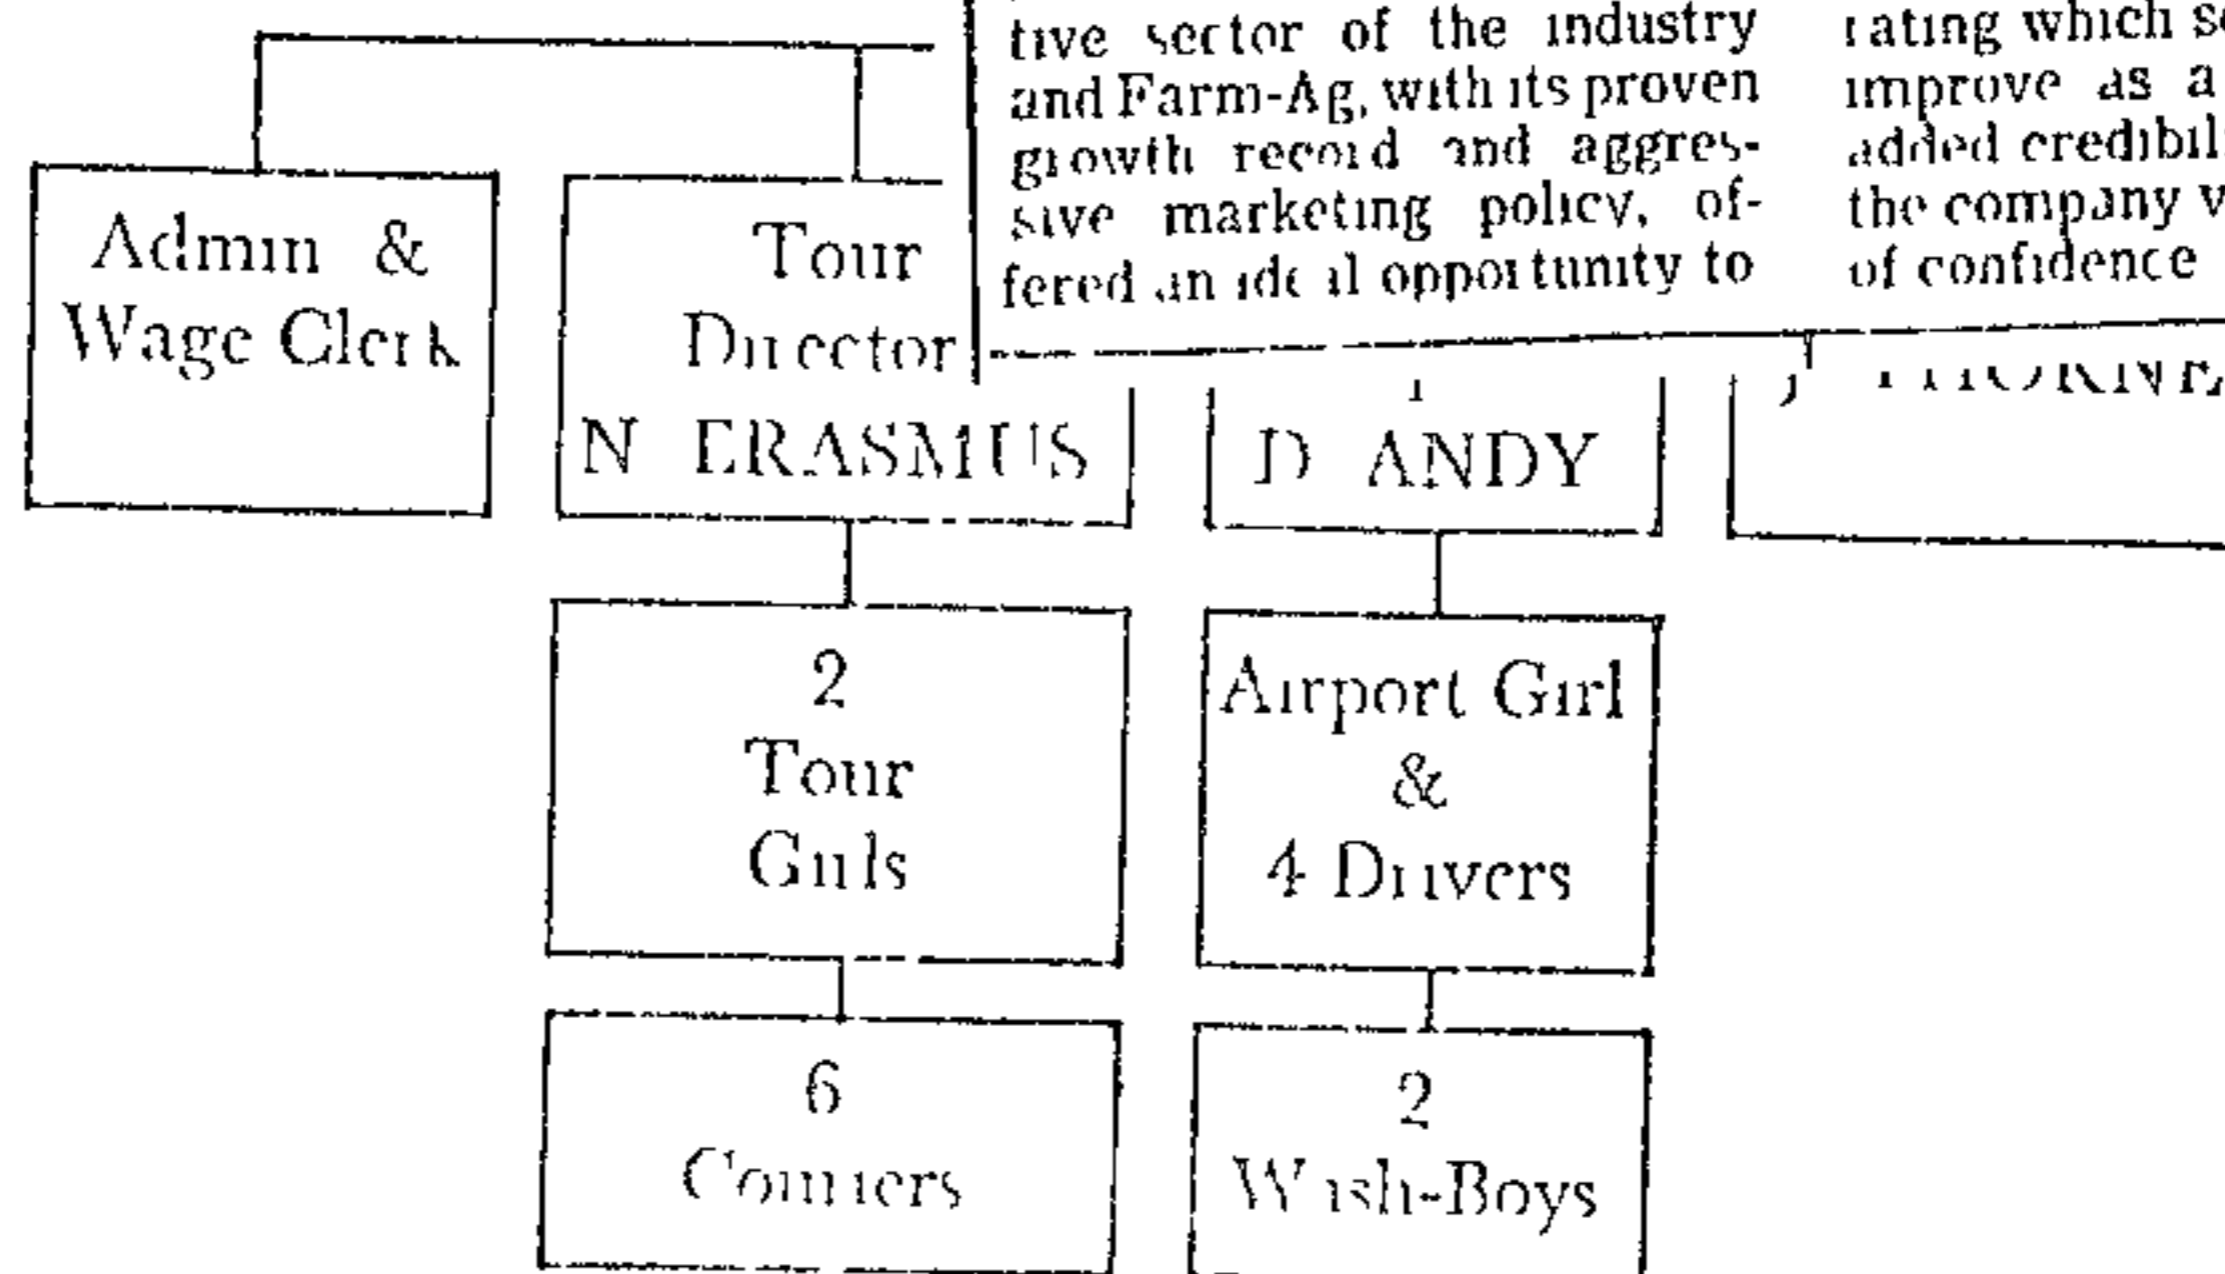 tive sector of the industry
and Farm-Ag, with its proven
growth record and aggres-
sive marketing policy, of-
fered an ideal opportunity to
rating which
improve as a
added
the company
of confidence
Admin &
Wage Clerk
Tour
Director
N ERASMUS
D ANDY
2
Tour
Girls
Airport Girl
&
4 Drivers
6
Couriers
2
Wash-Boys